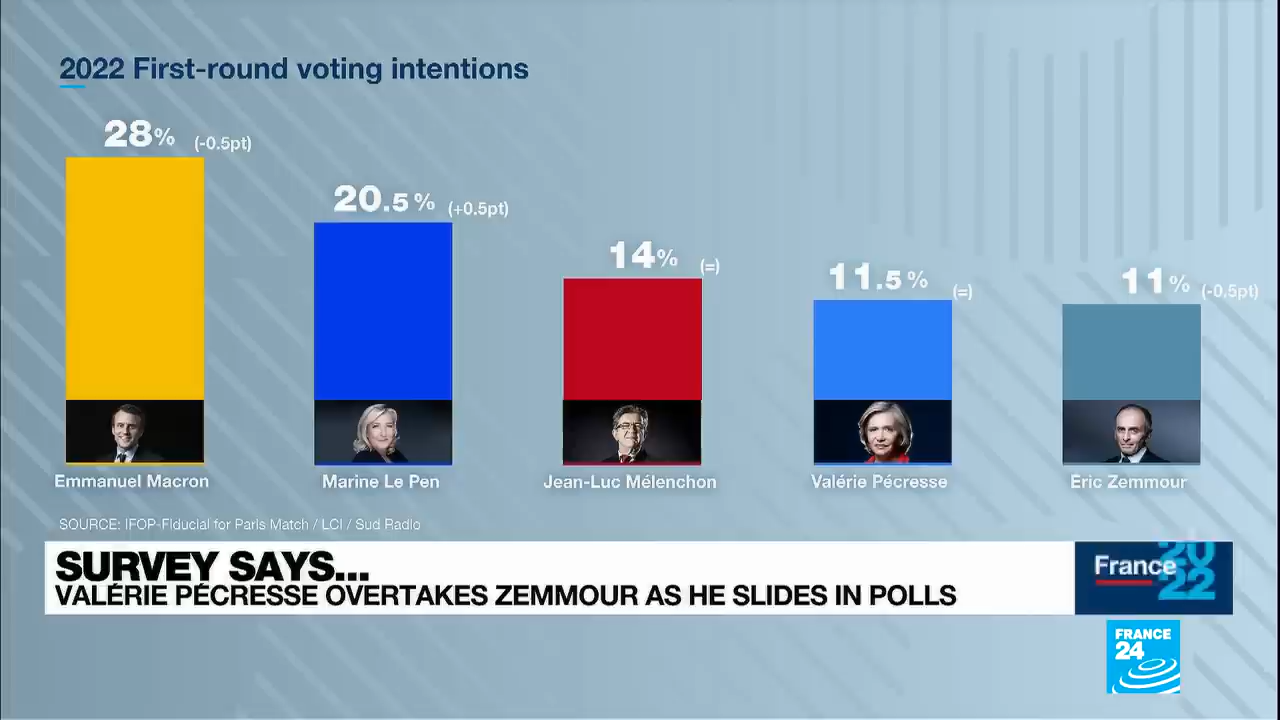 2022 First-round voting intentions
28% (-0.5pt)
20.5% (+0.5pt)
14% (=)
11.5% (=)
11% (-0.5pt)
Emmanuel Macron
Marine Le Pen
Jean-Luc Mélenchon
Valérie Pécresse
Eric Zemmour
SOURCE: IFOP-Fiducial for Paris Match / LCI / Sud Radio
SURVEY SAYS...
VALÉRIE PÉCRESSE OVERTAKES ZEMMOUR AS HE SLIDES IN POLLS
France 2022
FRANCE
24